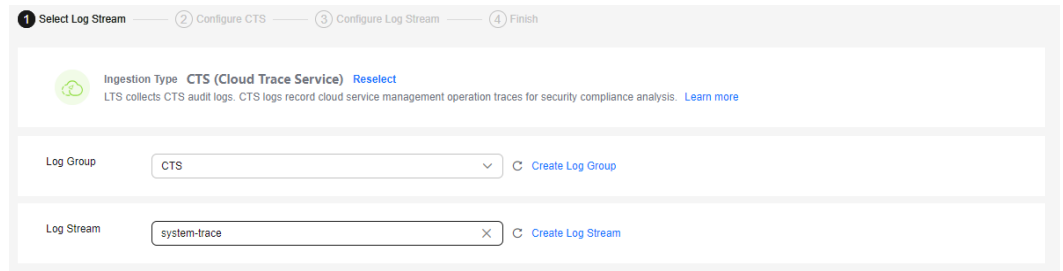 1 Select Log Stream 2 Configure CTS 3 Configure Log Stream 4 Finish
Ingestion Type CTS (Cloud Trace Service) Reselect
LTS collects CTS audit logs. CTS logs record cloud service management operation traces for security compliance analysis. Learn more
Log Group CTS Create Log Group
Log Stream system-trace Create Log Stream